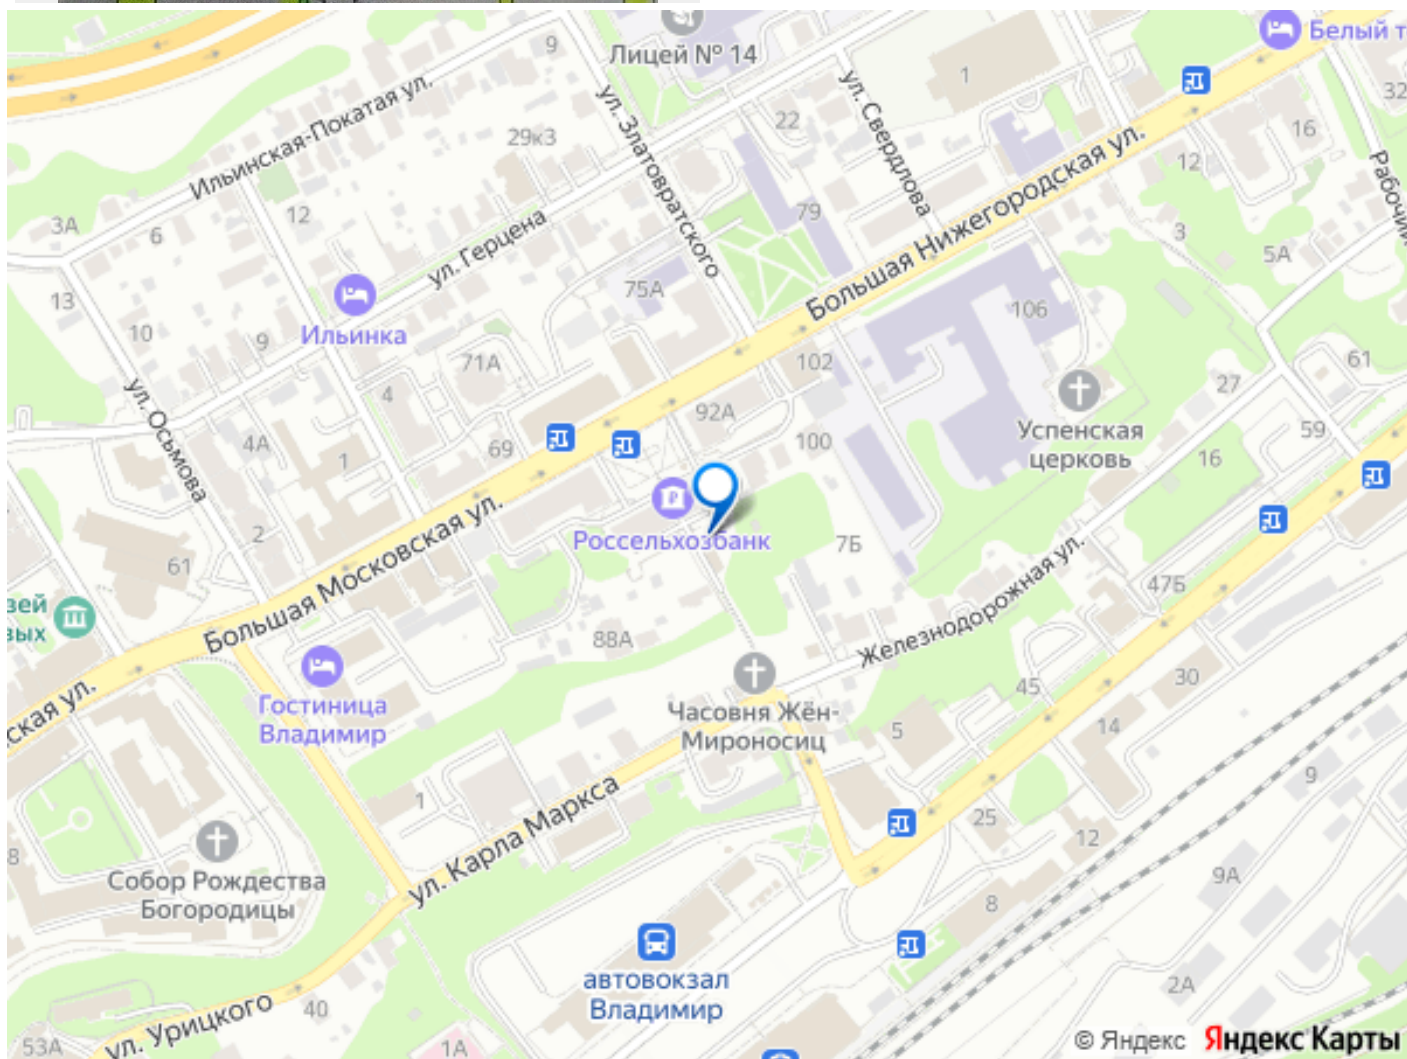 Лицей № 14
Белый т
9
1
32
ул. Свердлова
22
16
Ильинская-Покатая ул.
ул. Златовратского
29к3
12
Рабочий
12
79
3А
6
3
5А
ул. Герцена
Большая Нижегородская ул.
13
75А
106
10
9
Ильинка
71А
102
61
27
ул. Осьмова
4
92А
Успенская
церковь
59
4А
1
69
100
16
Россельхозбанк
2
7Б
61
Большая Московская ул.
47Б
зей
вых
88А
Железнодорожная ул.
Гостиница
Владимир
45
30
ская ул.
Часовня Жён-
Мироносиц
5
14
9
1
ул. Карла Маркса
25
12
8
Собор Рождества
Богородицы
9А
8
автовокзал
Владимир
2А
40
ул. Урицкого
53А
1А
© Яндекс Яндекс Карты